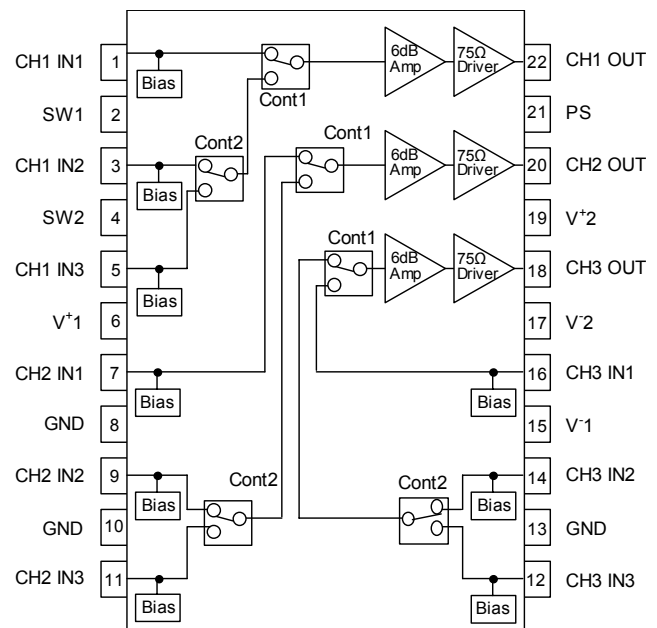 CH1 IN1
1
Bias
Cont1
6dB
Amp
75Ω
Driver
22
CH1 OUT
SW1
2
21
PS
CH1 IN2
3
Bias
Cont2
Cont1
6dB
Amp
75Ω
Driver
20
CH2 OUT
SW2
4
19
V+2
CH1 IN3
5
Bias
Cont1
6dB
Amp
75Ω
Driver
18
CH3 OUT
V+1
6
17
V-2
CH2 IN1
7
Bias
Bias
16
CH3 IN1
GND
8
15
V-1
CH2 IN2
9
Bias
Cont2
Cont2
Bias
14
CH3 IN2
GND
10
13
GND
CH2 IN3
11
Bias
Bias
12
CH3 IN3